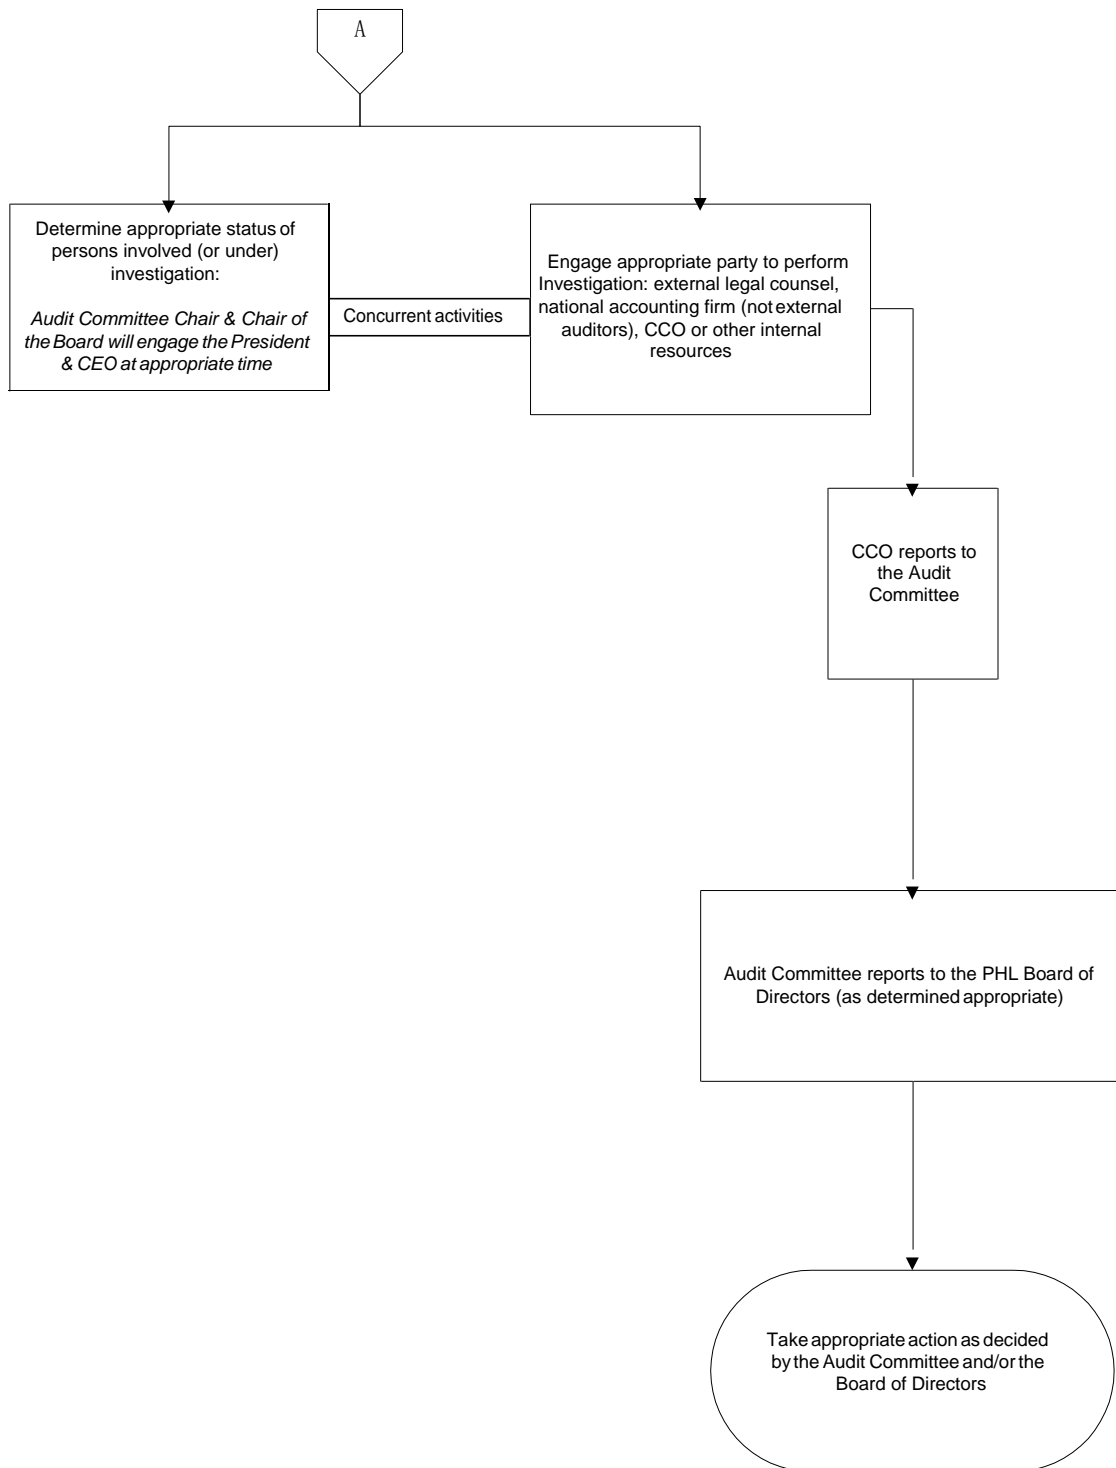 A
Determine appropriate status of
persons involved (or under)
investigation:
Audit Committee Chair & Chair of
the Board will engage the President
& CEO at appropriate time
Concurrent activities
Engage appropriate party to perform
Investigation: external legal counsel,
national accounting firm (not external
auditors), CCO or other internal
resources
CCO reports to
the Audit
Committee
Audit Committee reports to the PHL Board of
Directors (as determined appropriate)
Take appropriate action as decided
by the Audit Committee and/or the
Board of Directors